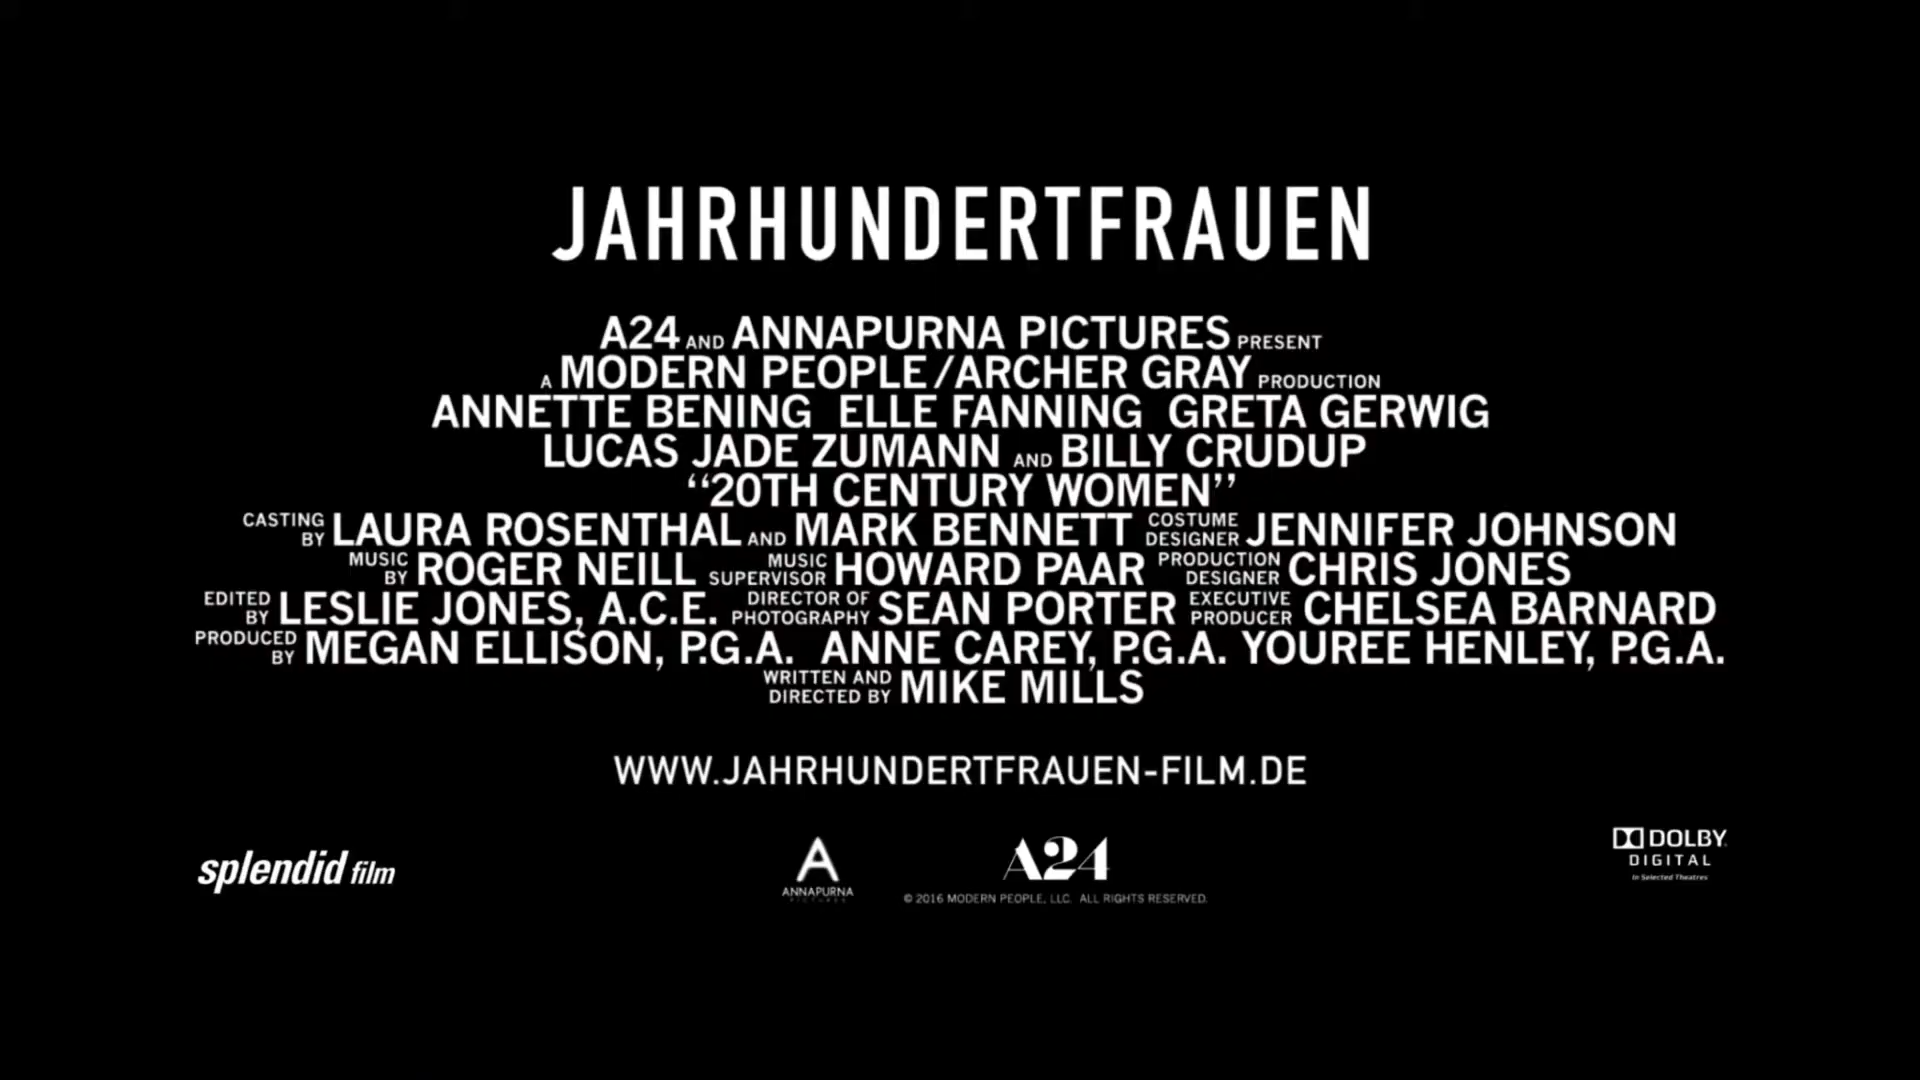 JAHRHUNDERTFRAUEN
A24 AND ANNAPURNA PICTURES PRESENT
A MODERN PEOPLE/ARCHER GRAY PRODUCTION
ANNETTE BENING ELLE FANNING GRETA GERWIG
LUCAS JADE ZUMANN AND BILLY CRUDUP
“20TH CENTURY WOMEN”
CASTING BY LAURA ROSENTHAL AND MARK BENNETT COSTUME DESIGNER JENNIFER JOHNSON
MUSIC BY ROGER NEILL MUSIC SUPERVISOR HOWARD PAAR PRODUCTION DESIGNER CHRIS JONES
EDITED BY LESLIE JONES, A.C.E. DIRECTOR OF PHOTOGRAPHY SEAN PORTER EXECUTIVE PRODUCER CHELSEA BARNARD
PRODUCED BY MEGAN ELLISON, P.G.A. ANNE CAREY, P.G.A. YOUREE HENLEY, P.G.A.
WRITTEN AND DIRECTED BY MIKE MILLS
WWW.JAHRHUNDERTFRAUEN-FILM.DE
splendid film
A
ANNAPURNA
PICTURES
A24
© 2016 MODERN PEOPLE, LLC. ALL RIGHTS RESERVED.
DOLBY
DIGITAL
In Selected Theatres